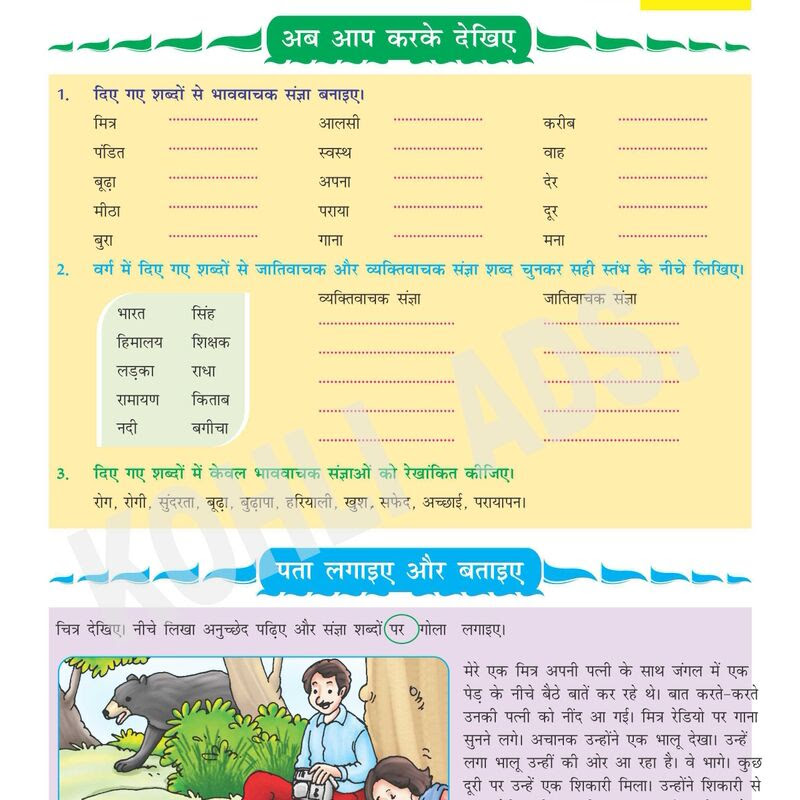 अब आप करके देखिए
1. दिए गए शब्दों से भाववाचक संज्ञा बनाइए।
मित्र आलसी करीब
पंडित स्वस्थ वाह
बूढ़ा अपना देर
मीठा पराया दूर
बुरा गाना मना
2. वर्ग में दिए गए शब्दों से जातिवाचक और व्यक्तिवाचक संज्ञा शब्द चुनकर सही स्तंभ के नीचे लिखिए।
व्यक्तिवाचक संज्ञा जातिवाचक संज्ञा
भारत सिंह
हिमालय शिक्षक
लड़का राधा
रामायण किताब
नदी बगीचा
3. दिए गए शब्दों में केवल भाववाचक संज्ञाओं को रेखांकित कीजिए।
रोग, रोगी, सुंदरता, बूढ़ा, बुढ़ापा, हरियाली, खुश, सफेद, अच्छाई, परायापन।
KOHLI ADS.
पता लगाइए और बताइए
चित्र देखिए। नीचे लिखा अनुच्छेद पढ़िए और संज्ञा शब्दों पर गोला लगाइए।
मेरे एक मित्र अपनी पत्नी के साथ जंगल में एक
पेड़ के नीचे बैठे बातें कर रहे थे। बात करते-करते
उनकी पत्नी को नींद आ गई। मित्र रेडियो पर गाना
सुनने लगे। अचानक उन्होंने एक भालू देखा। उन्हें
लगा भालू उन्हीं की ओर आ रहा है। वे भागे। कुछ
दूरी पर उन्हें एक शिकारी मिला। उन्होंने शिकारी से